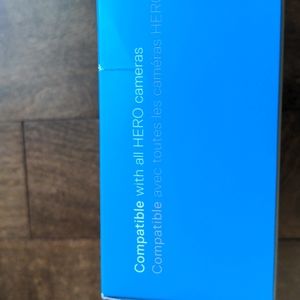 Compatible with all HERO cameras
Compatible avec toutes les caméras HERO